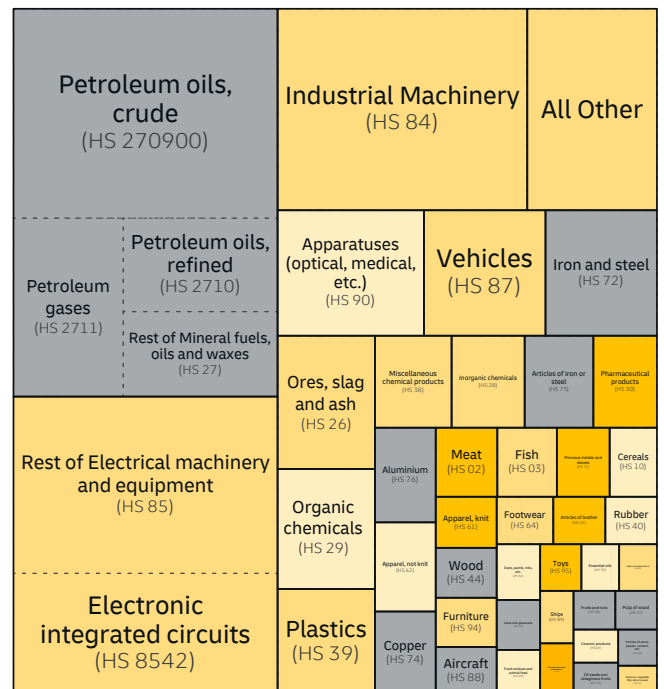 Petroleum oils,
crude
(HS 270900)
Industrial Machinery
(HS 84)
All Other
Petroleum
gases
(HS 2711)
Petroleum oils,
refined
(HS 2710)
Rest of Mineral fuels,
oils and waxes
(HS 27)
Apparatuses
(optical, medical,
etc.)
(HS 90)
Vehicles
(HS 87)
Iron and steel
(HS 72)
Ores, slag
and ash
(HS 26)
Miscellaneous
chemical products
(HS 38)
Inorganic chemicals
(HS 28)
Articles of iron or
steel
(HS 73)
Pharmaceutical
products
(HS 30)
Rest of Electrical machinery
and equipment
(HS 85)
Aluminium
(HS 76)
Meat
(HS 02)
Fish
(HS 03)
Precious metals and
stones
Cereals
(HS 10)
Organic
chemicals
(HS 29)
Apparel, knit
(HS 61)
Footwear
(HS 64)
Articles of leather
Rubber
(HS 40)
Apparel, not knit
(HS 62)
Wood
(HS 44)
Dyes, paints, inks,
etc.
Toys
(HS 95)
Essential oils
Electronic
integrated circuits
(HS 8542)
Plastics
(HS 39)
Copper
(HS 74)
Furniture
(HS 94)
Ships
(HS 89)
Fruits and nuts
Pulp of wood
Aircraft
(HS 88)
Food residues and
animal feed
Ceramic products
Oil seeds and
oleaginous fruits